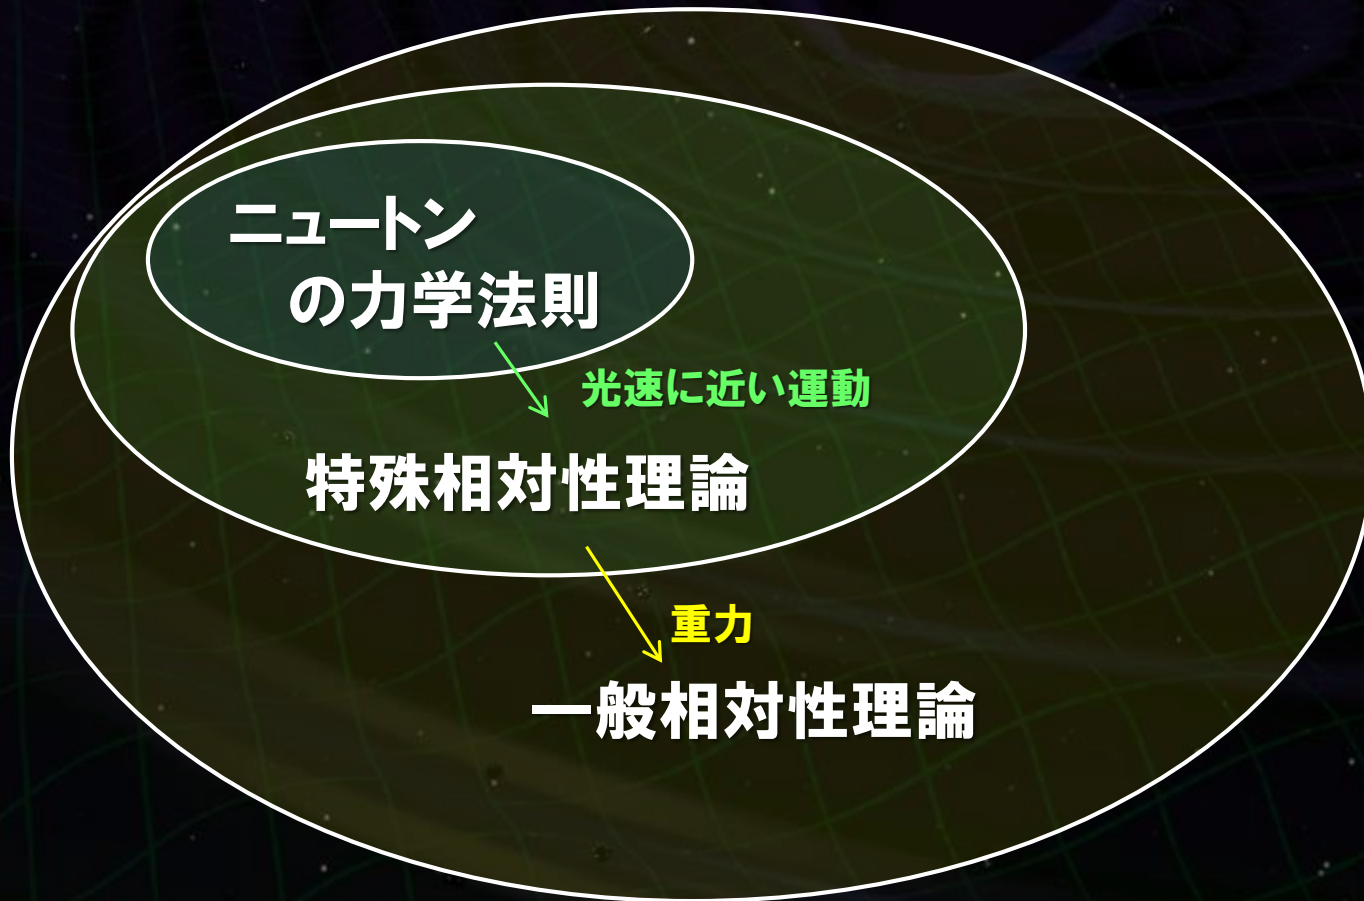 ニュートン
の力学法則
光速に近い運動
特殊相対性理論
重力
一般相対性理論